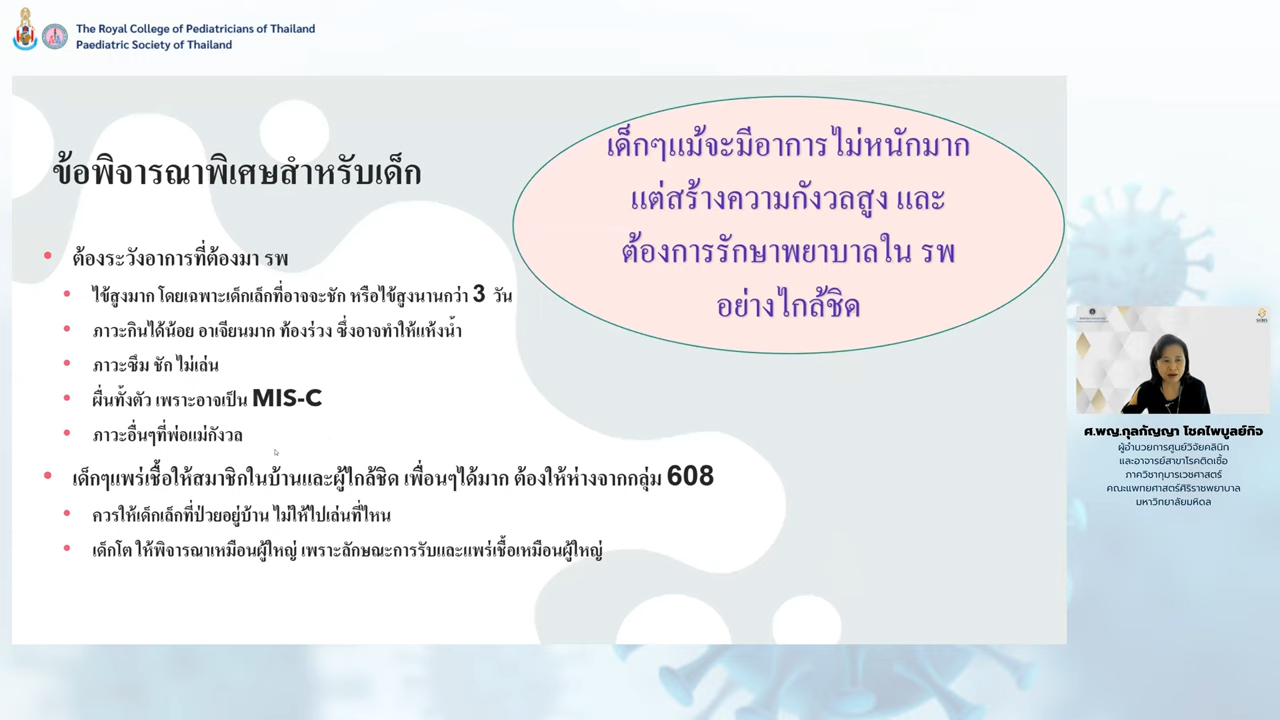 The Royal College of Pediatricians of Thailand
Paediatric Society of Thailand
ข้อพิจารณาพิเศษสำหรับเด็ก
เด็กๆแม้จะมีอาการไม่หนักมาก
แต่สร้างความกังวลสูง และ
ต้องการรักษาพยาบาลใน รพ
อย่างใกล้ชิด
ต้องระวังอาการที่ต้องมา รพ
ไข้สูงมาก โดยเฉพาะเด็กเล็กที่อาจจะชัก หรือไข้สูงนานกว่า 3 วัน
ภาวะกินได้น้อย อาเจียนมาก ท้องร่วง ซึ่งอาจทำให้แห้งน้ำ
ภาวะซึม ชัก ไม่เล่น
ผื่นทั้งตัว เพราะอาจเป็น MIS-C
ภาวะอื่นๆที่พ่อแม่กังวล
เด็กๆแพร่เชื้อให้สมาชิกในบ้านและผู้ใกล้ชิด เพื่อนๆได้มาก ต้องให้ห่างจากกลุ่ม 608
ควรให้เด็กเล็กที่ป่วยอยู่บ้าน ไม่ให้ไปเล่นที่ไหน
เด็กโต ให้พิจารณาเหมือนผู้ใหญ่ เพราะลักษณะการรับและแพร่เชื้อเหมือนผู้ใหญ่
ศ.พญ.กุลกัญญา โชคไพบูลย์กิจ
ผู้อำนวยการศูนย์วิจัยคลินิก
และอาจารย์สาขาโรคติดเชื้อ
ภาควิชากุมารเวชศาสตร์
คณะแพทยศาสตร์ศิริราชพยาบาล
มหาวิทยาลัยมหิดล